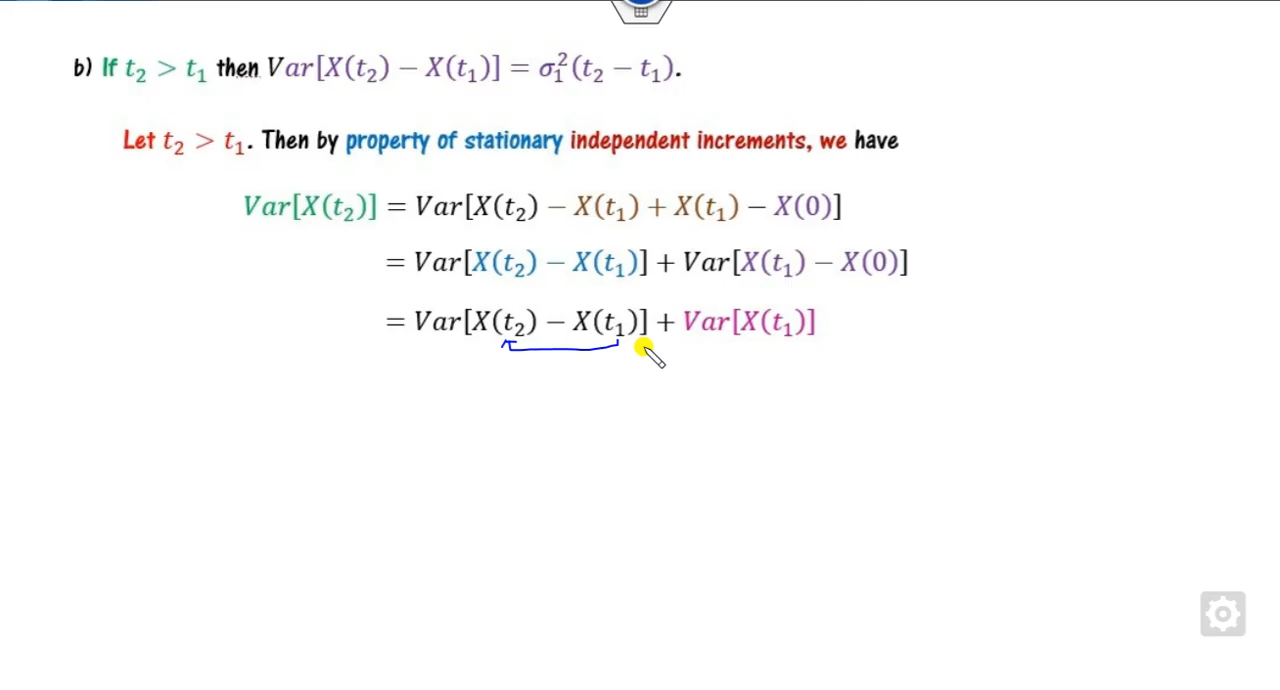 b) If t₂ > t₁ then Var[X(t₂) − X(t₁)] = σ₁²(t₂ − t₁).
Let t₂ > t₁. Then by property of stationary independent increments, we have
Var[X(t₂)] = Var[X(t₂) − X(t₁) + X(t₁) − X(0)]
= Var[X(t₂) − X(t₁)] + Var[X(t₁) − X(0)]
= Var[X(t₂) − X(t₁)] + Var[X(t₁)]